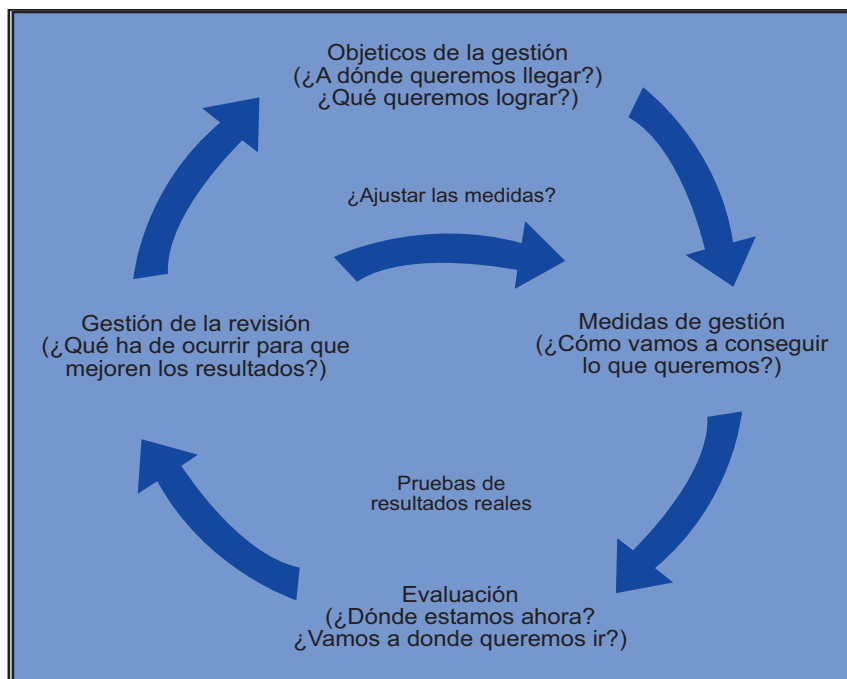 Objeticos de la gestión
(¿A dónde queremos llegar?)
¿Qué queremos lograr?)
¿Ajustar las medidas?
Gestión de la revisión
(¿Qué ha de ocurrir para que
mejoren los resultados?)
Medidas de gestión
(¿Cómo vamos a conseguir
lo que queremos?)
Pruebas de
resultados reales
Evaluación
(¿Dónde estamos ahora?
¿Vamos a donde queremos ir?)